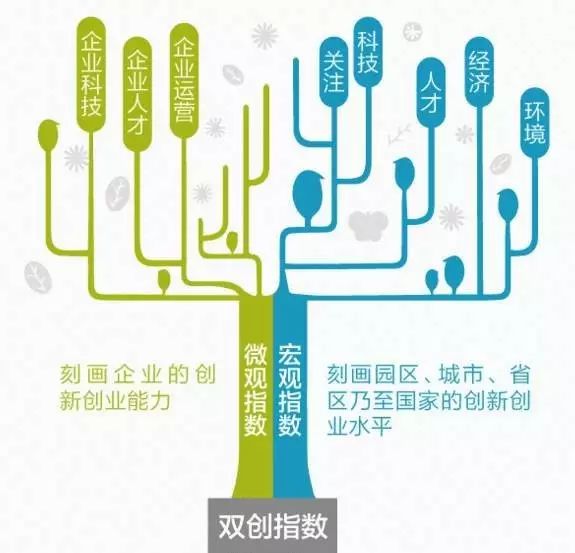 企业科技
企业人才
企业运营
关注
科技
人才
经济
环境
微观指数
宏观指数
刻画企业的创
新创业能力
刻画园区、城市、省
区乃至国家的创新创
业水平
双创指数